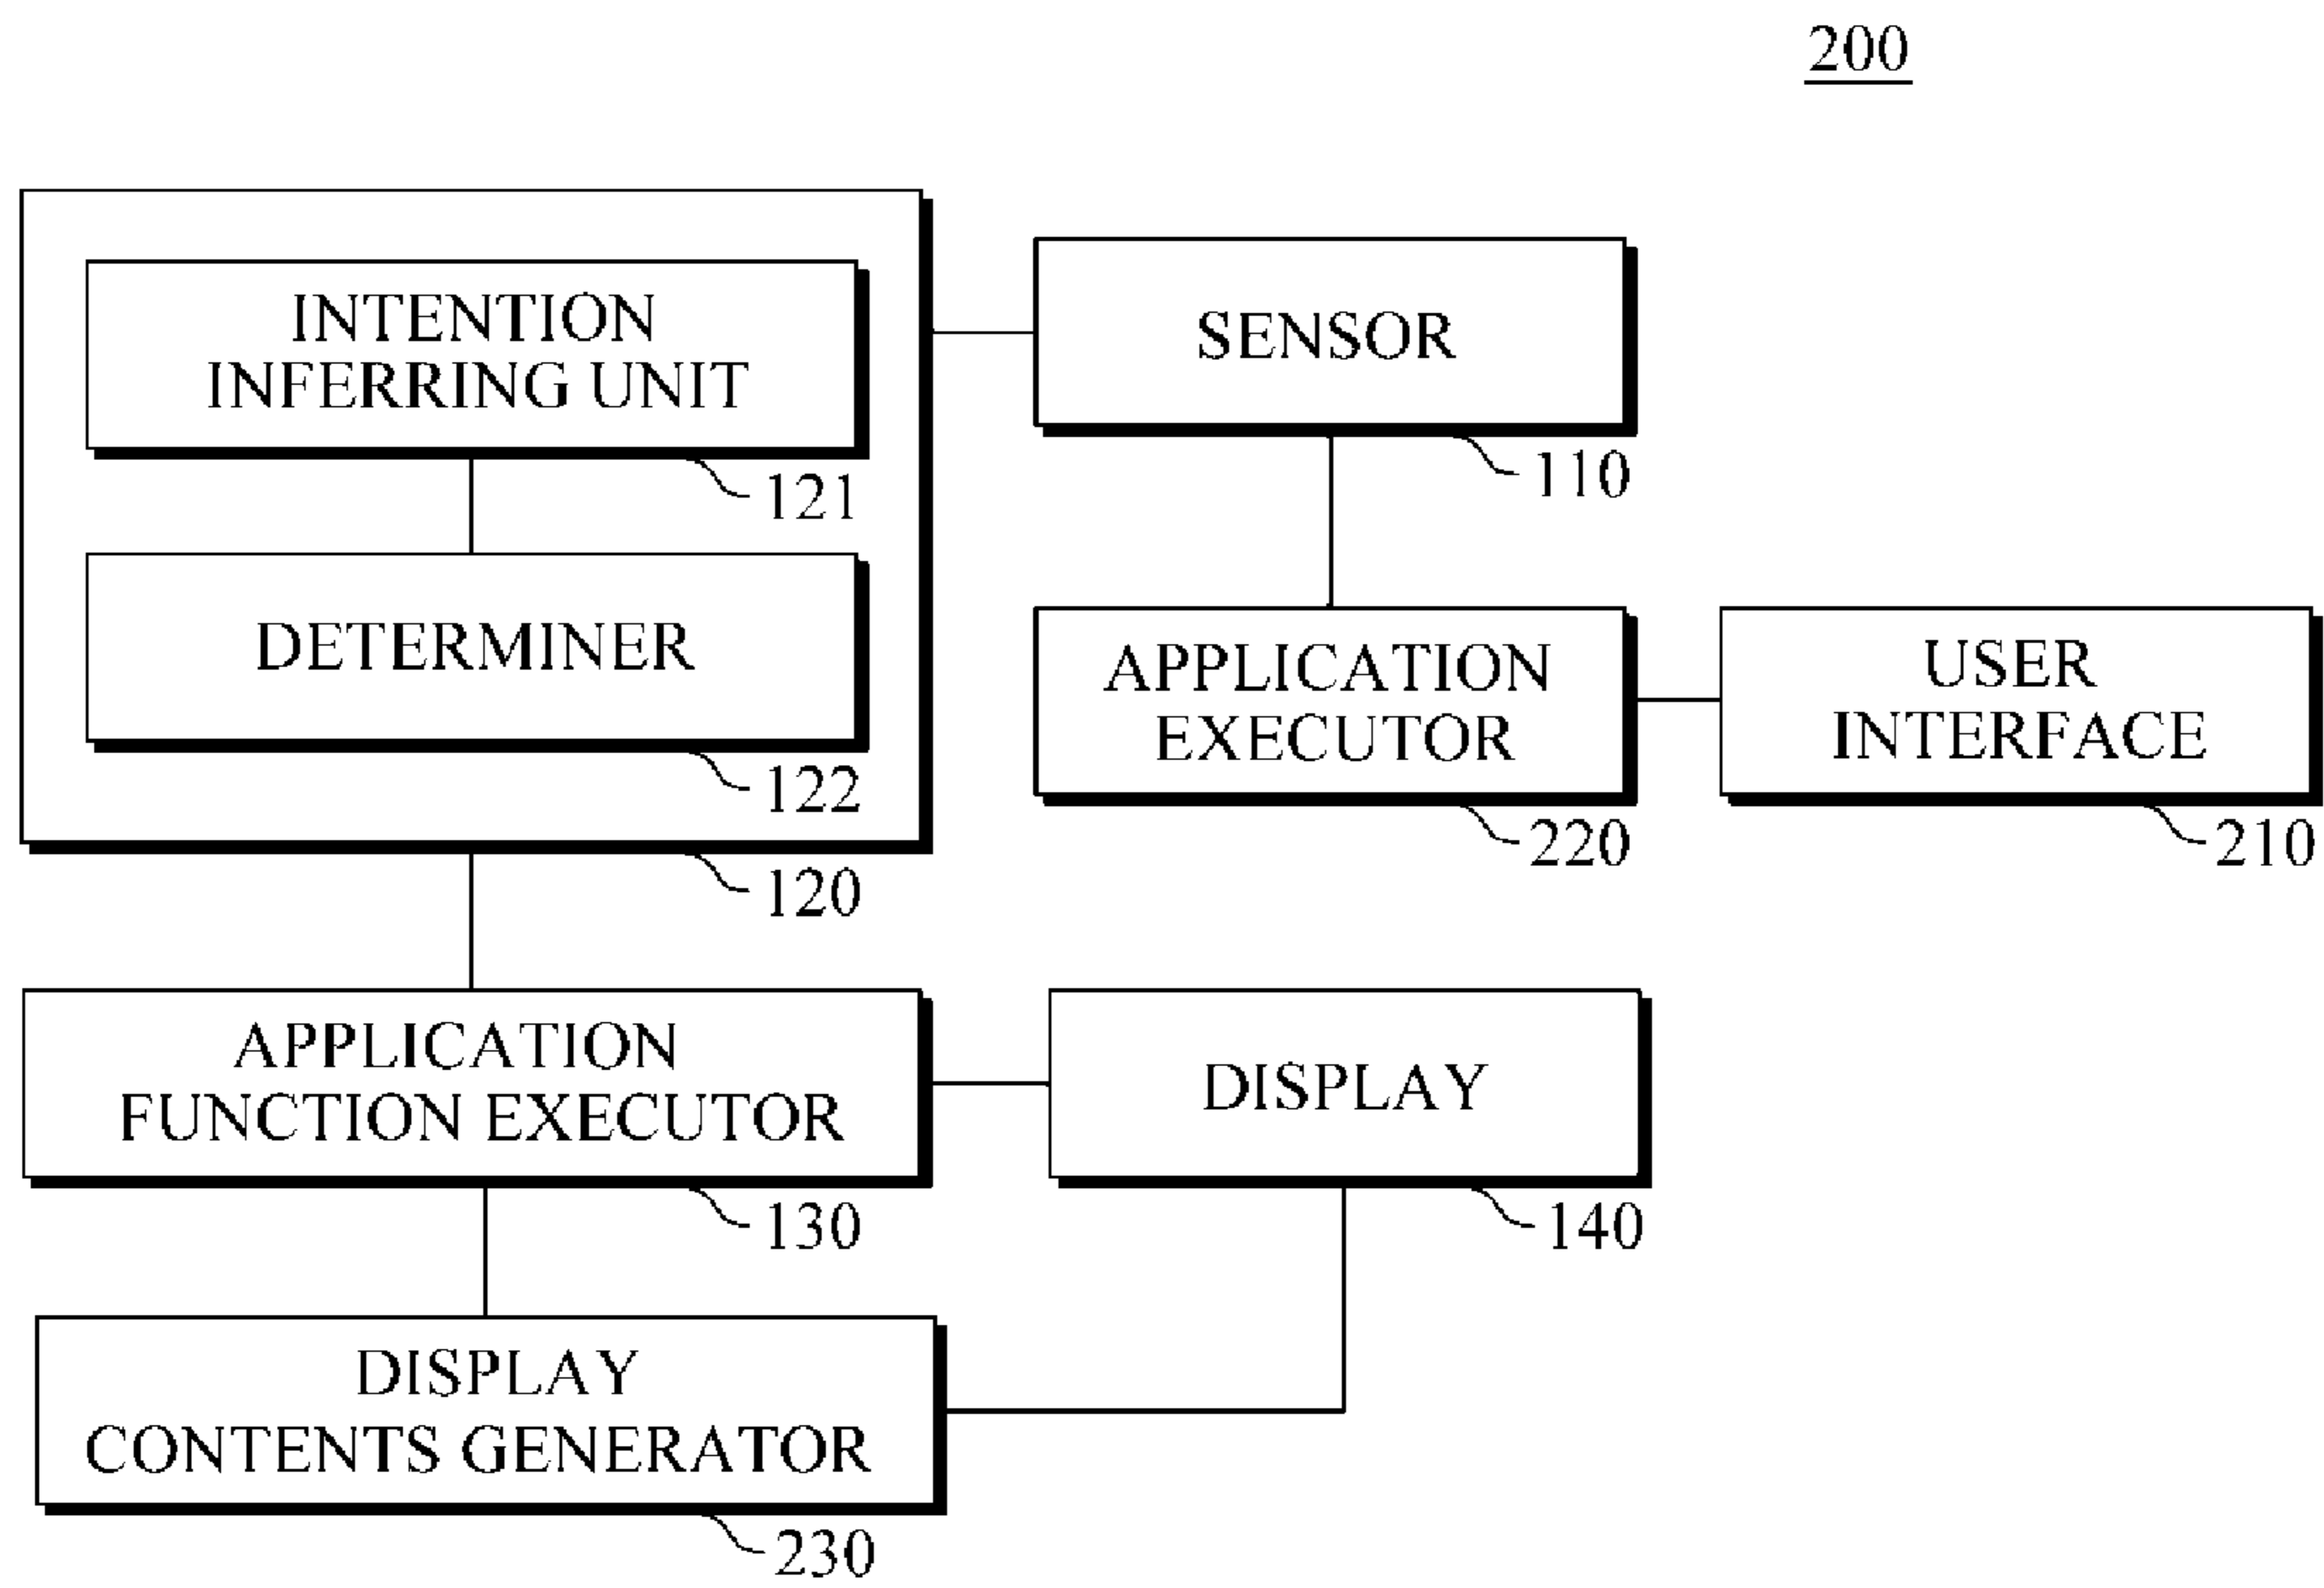 200
INTENTION
INFERRING UNIT
121
SENSOR
110
DETERMINER
122
120
APPLICATION
EXECUTOR
220
USER
INTERFACE
210
APPLICATION
FUNCTION EXECUTOR
130
DISPLAY
140
DISPLAY
CONTENTS GENERATOR
230